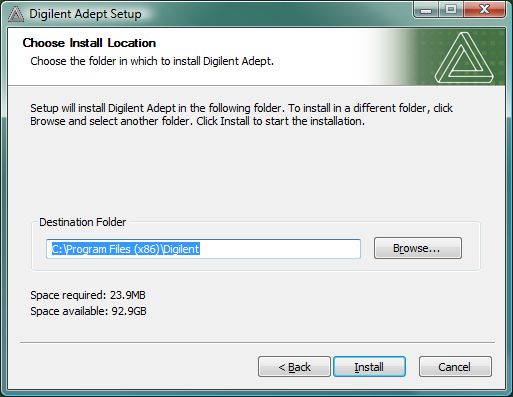 Digilent Adept Setup
Choose Install Location
Choose the folder in which to install Digilent Adept.
Setup will install Digilent Adept in the following folder. To install in a different folder, click
Browse and select another folder. Click Install to start the installation.
Destination Folder
C:\Program Files (x86)\Digilent
Browse...
Space required: 23.9MB
Space available: 92.9GB
< Back
Install
Cancel